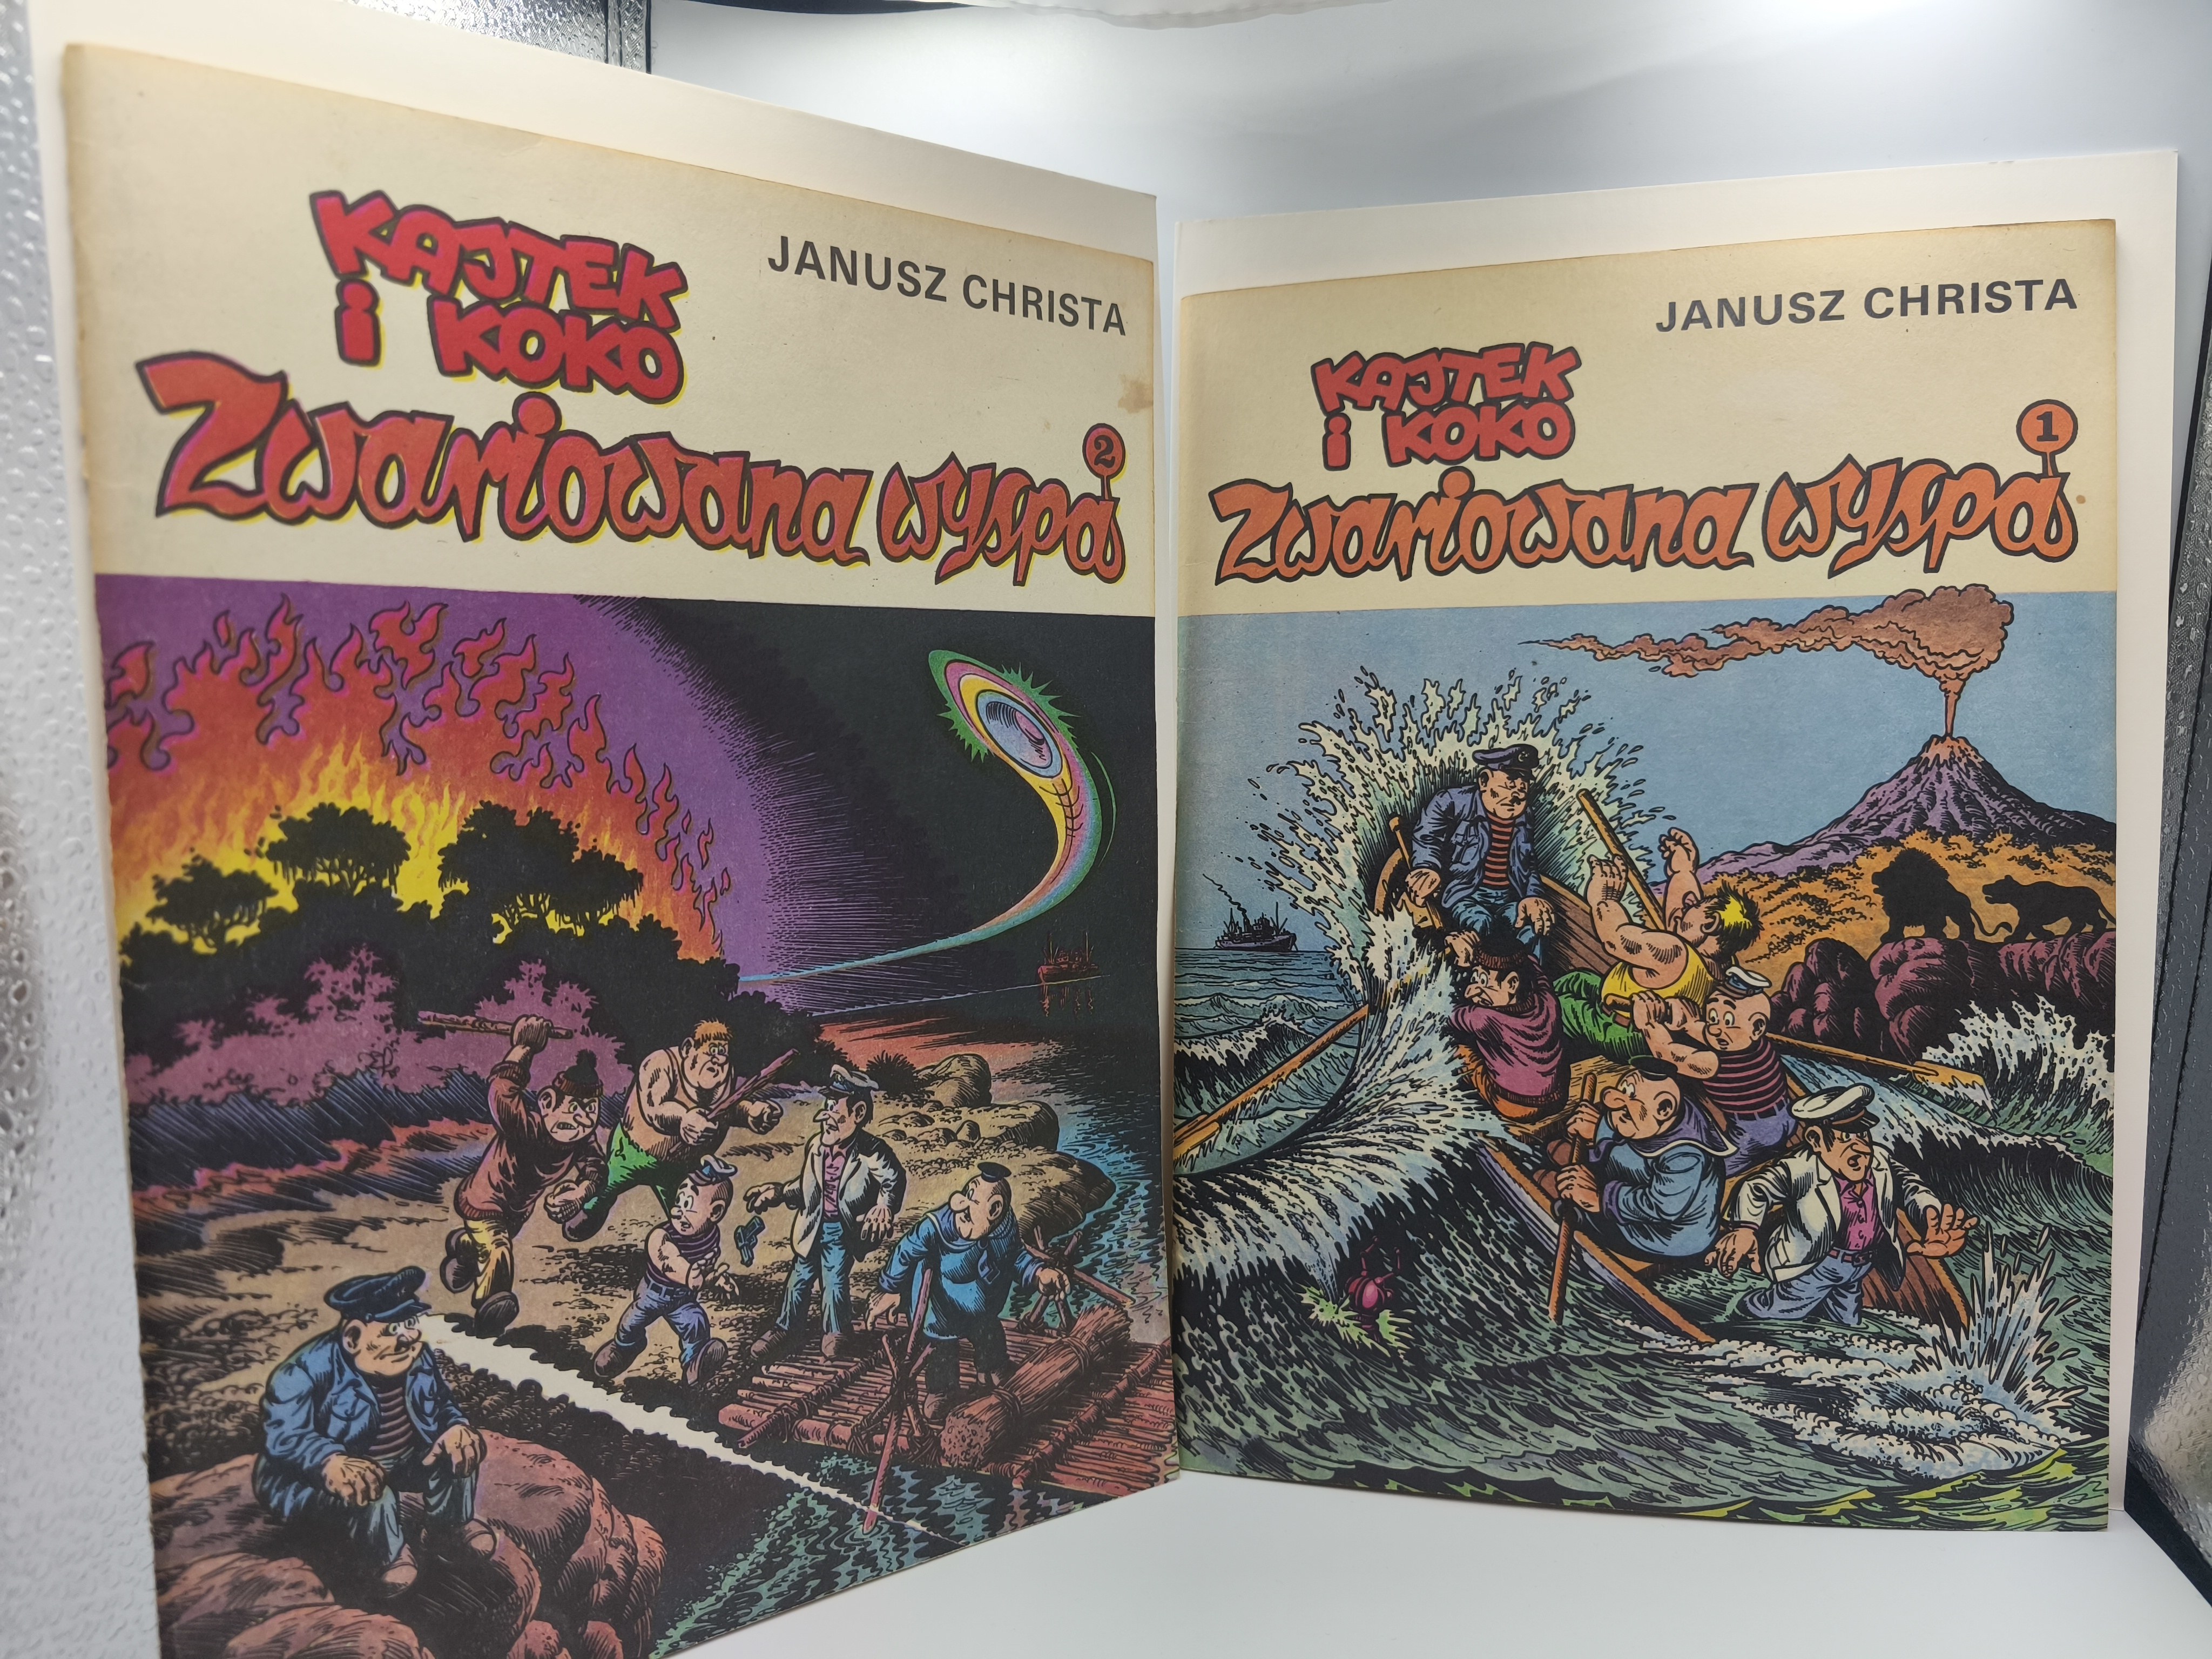 KAJTEK
i KOKO
JANUSZ CHRISTA
Zwariowana wyspa
2
KAJTEK
i KOKO
JANUSZ CHRISTA
Zwariowana wyspa
1